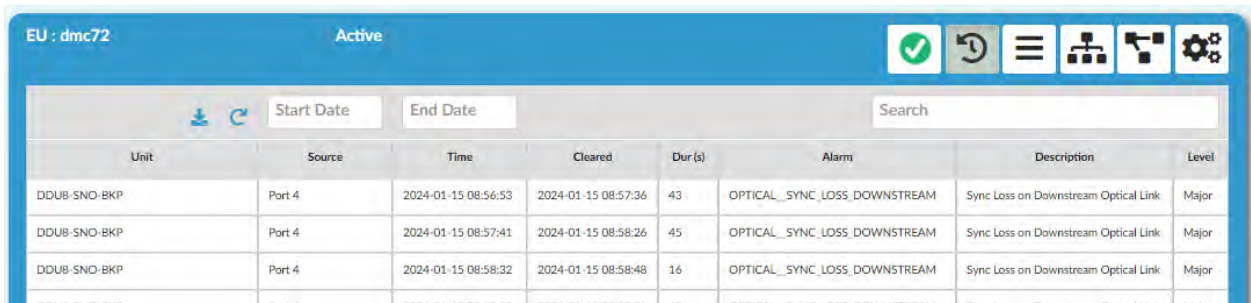 EU : dmc72 Active
Start Date End Date Search
Unit Source Time Cleared Dur (s) Alarm Description Level
DDU8-SNO-BKP Port 4 2024-01-15 08:56:53 2024-01-15 08:57:36 43 OPTICAL_SYNC_LOSS_DOWNSTREAM Sync Loss on Downstream Optical Link Major
DDU8-SNO-BKP Port 4 2024-01-15 08:57:41 2024-01-15 08:58:26 45 OPTICAL_SYNC_LOSS_DOWNSTREAM Sync Loss on Downstream Optical Link Major
DDU8-SNO-BKP Port 4 2024-01-15 08:58:32 2024-01-15 08:58:48 16 OPTICAL_SYNC_LOSS_DOWNSTREAM Sync Loss on Downstream Optical Link Major